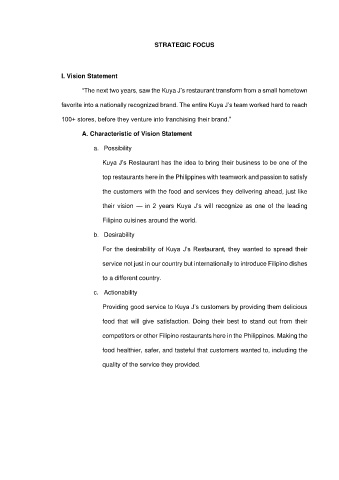 STRATEGIC FOCUS
I. Vision Statement
“The next two years, saw the Kuya J’s restaurant transform from a small hometown
favorite into a nationally recognized brand. The entire Kuya J’s team worked hard to reach
100+ stores, before they venture into franchising their brand.”
A. Characteristic of Vision Statement
a. Possibility
Kuya J’s Restaurant has the idea to bring their business to be one of the
top restaurants here in the Philippines with teamwork and passion to satisfy
the customers with the food and services they delivering ahead, just like
their vision — in 2 years Kuya J’s will recognize as one of the leading
Filipino cuisines around the world.
b. Desirability
For the desirability of Kuya J’s Restaurant, they wanted to spread their
service not just in our country but internationally to introduce Filipino dishes
to a different country.
c. Actionability
Providing good service to Kuya J’s customers by providing them delicious
food that will give satisfaction. Doing their best to stand out from their
competitors or other Filipino restaurants here in the Philippines. Making the
food healthier, safer, and tasteful that customers wanted to, including the
quality of the service they provided.